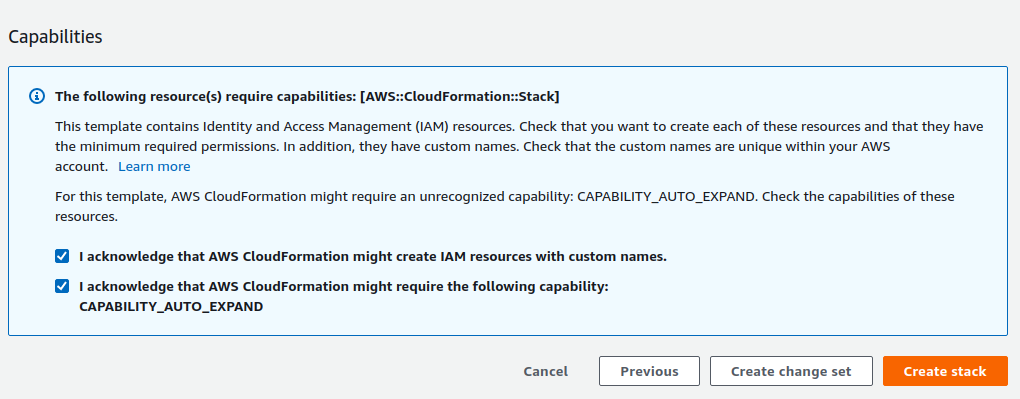 Capabilities
The following resource(s) require capabilities: [AWS::CloudFormation::Stack]
This template contains Identity and Access Management (IAM) resources. Check that you want to create each of these resources and that they have
the minimum required permissions. In addition, they have custom names. Check that the custom names are unique within your AWS
account. Learn more
For this template, AWS CloudFormation might require an unrecognized capability: CAPABILITY_AUTO_EXPAND. Check the capabilities of these
resources.
I acknowledge that AWS CloudFormation might create IAM resources with custom names.
I acknowledge that AWS CloudFormation might require the following capability:
CAPABILITY_AUTO_EXPAND
Cancel Previous Create change set Create stack